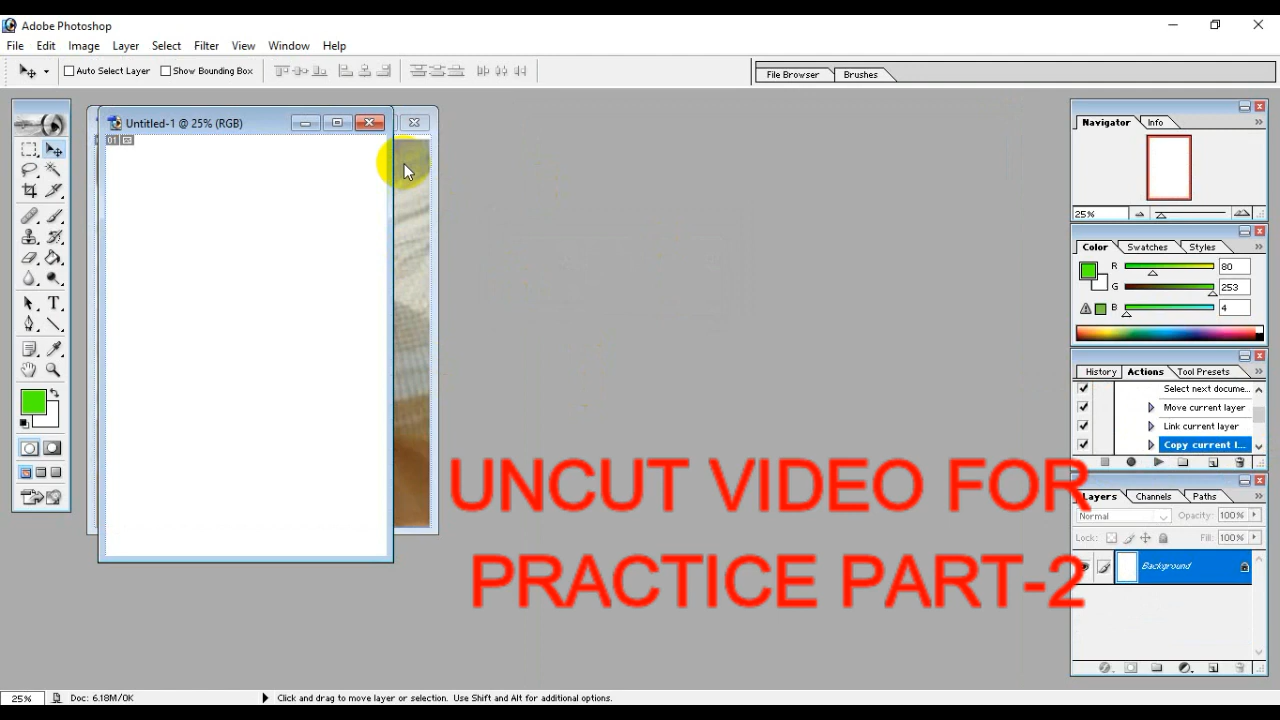 Adobe Photoshop
File Edit Image Layer Select Filter View Window Help
Auto Select Layer Show Bounding Box
File Browser Brushes
Untitled-1 @ 25% (RGB)
01
Navigator Info
25%
Color Swatches Styles
R 80
G 253
B 4
History Actions Tool Presets
Select next docume...
Move current layer
Link current layer
Copy current l...
Layers Channels Paths
Normal Opacity: 100%
Lock: Fill: 100%
Background
UNCUT VIDEO FOR
PRACTICE PART-2
25% Doc: 6.18M/0K Click and drag to move layer or selection. Use Shift and Alt for additional options.